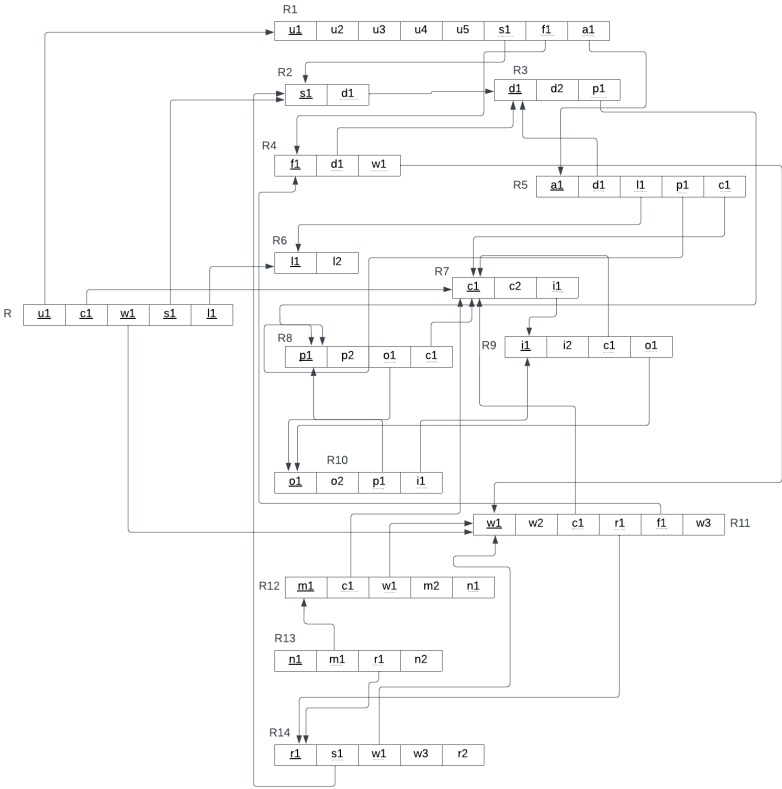 R1
u1 u2 u3 u4 u5 s1 f1 a1
R2
s1 d1
R3
d1 d2 p1
R4
f1 d1 w1
R5 a1 d1 l1 p1 c1
R6
l1 l2
R7
c1 c2 i1
R u1 c1 w1 s1 l1
R8
p1 p2 o1 c1
R9 i1 i2 c1 o1
R10
o1 o2 p1 i1
w1 w2 c1 r1 f1 w3 R11
R12 m1 c1 w1 m2 n1
R13
n1 m1 r1 n2
R14
r1 s1 w1 w3 r2